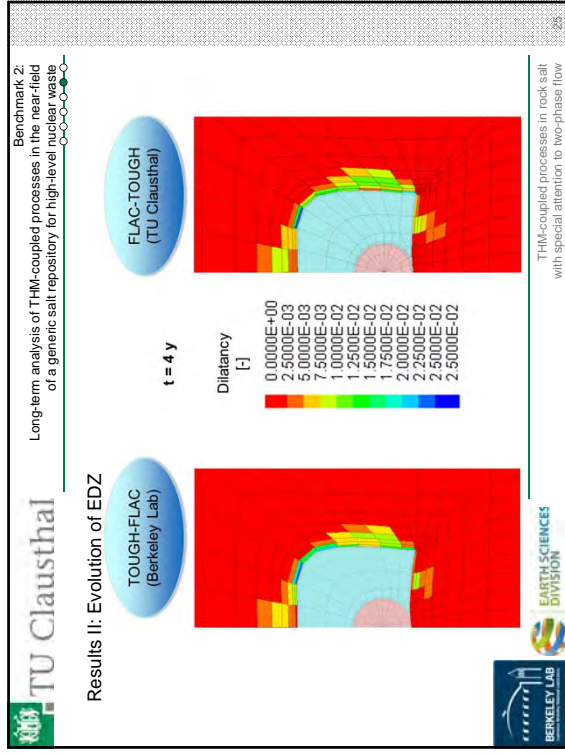 TU Clausthal
Benchmark 2:
Long-term analysis of THM-coupled processes in the near-field
of a generic salt repository for high-level nuclear waste
Results II: Evolution of EDZ
TOUGH-FLAC
(Berkeley Lab)
t = 4 y
Dilatancy
[-]
0.0000E+00
2.5000E-03
5.0000E-03
7.5000E-03
1.0000E-02
1.2500E-02
1.5000E-02
1.7500E-02
2.0000E-02
2.2500E-02
2.5000E-02
2.5000E-02
FLAC-TOUGH
(TU Clausthal)
BERKELEY LAB
EARTH SCIENCES
DIVISION
THM-coupled processes in rock salt
with special attention to two-phase flow
25